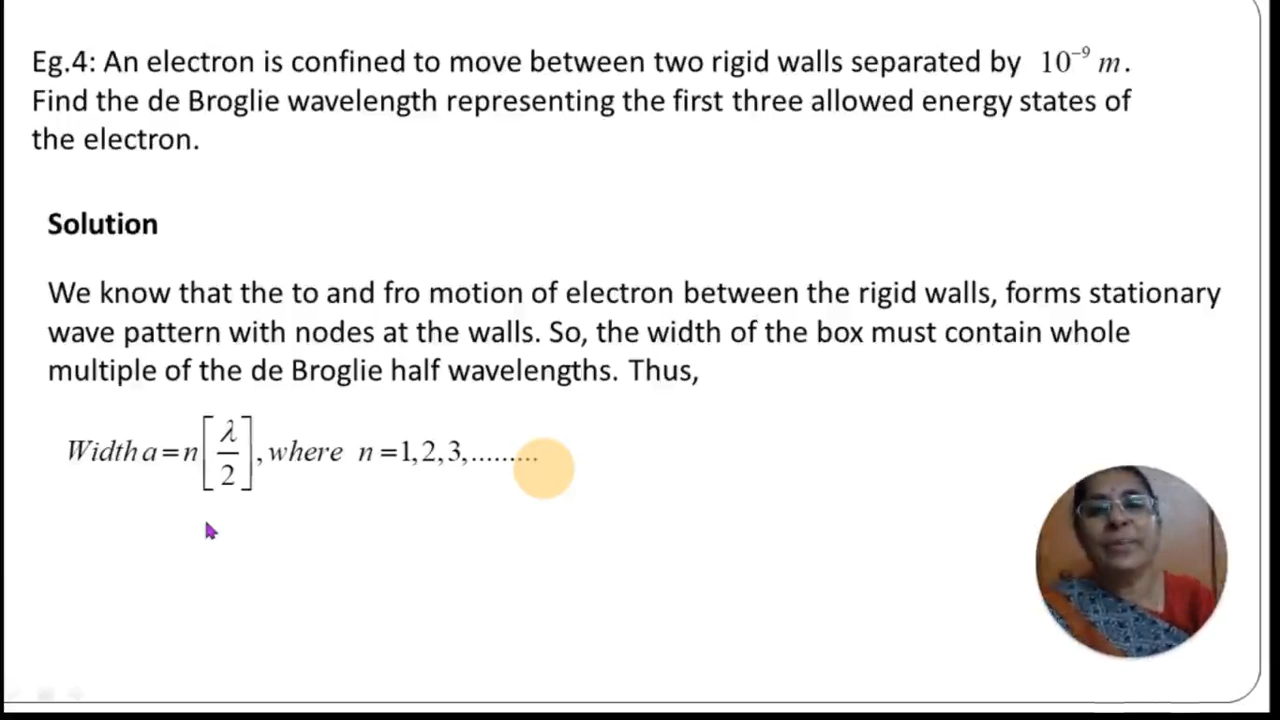 Eg.4: An electron is confined to move between two rigid walls separated by 10⁻⁹ m.
Find the de Broglie wavelength representing the first three allowed energy states of
the electron.
Solution
We know that the to and fro motion of electron between the rigid walls, forms stationary
wave pattern with nodes at the walls. So, the width of the box must contain whole
multiple of the de Broglie half wavelengths. Thus,
Width a = n[λ/2], where n = 1, 2, 3,.........